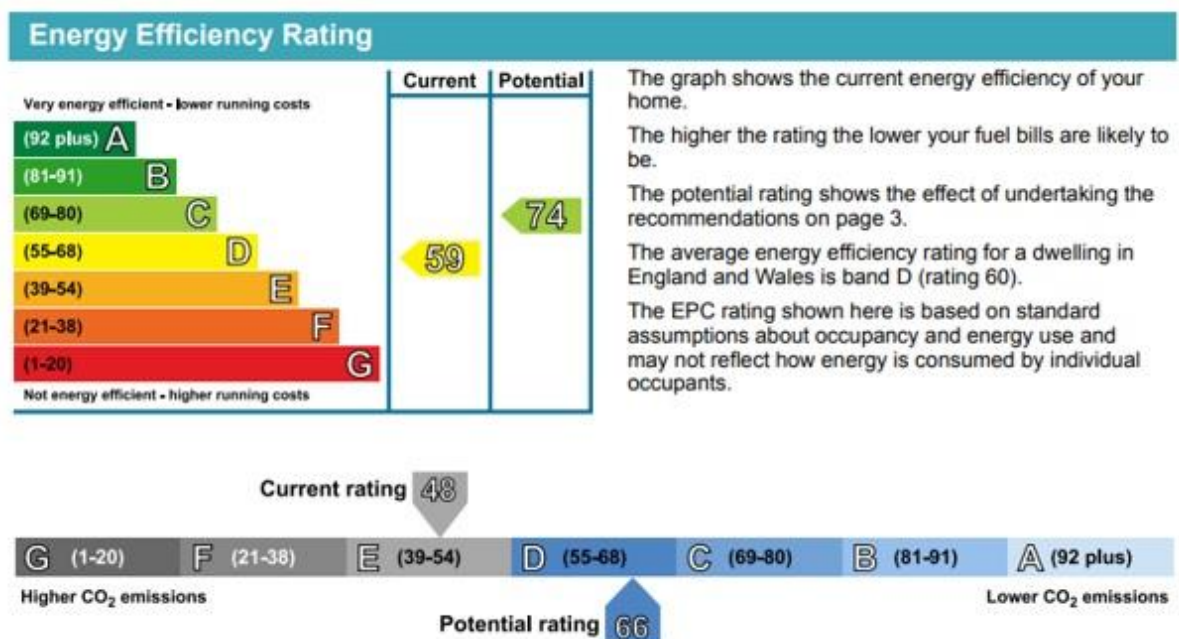 Energy Efficiency Rating
Current Potential
Very energy efficient - lower running costs
(92 plus) A
(81-91) B
(69-80) C
(55-68) D
(39-54) E
(21-38) F
(1-20) G
Not energy efficient - higher running costs
59
74
The graph shows the current energy efficiency of your
home.
The higher the rating the lower your fuel bills are likely to
be.
The potential rating shows the effect of undertaking the
recommendations on page 3.
The average energy efficiency rating for a dwelling in
England and Wales is band D (rating 60).
The EPC rating shown here is based on standard
assumptions about occupancy and energy use and
may not reflect how energy is consumed by individual
occupants.
Current rating 48
G (1-20) F (21-38) E (39-54) D (55-68) C (69-80) B (81-91) A (92 plus)
Higher CO₂ emissions Lower CO₂ emissions
Potential rating 66